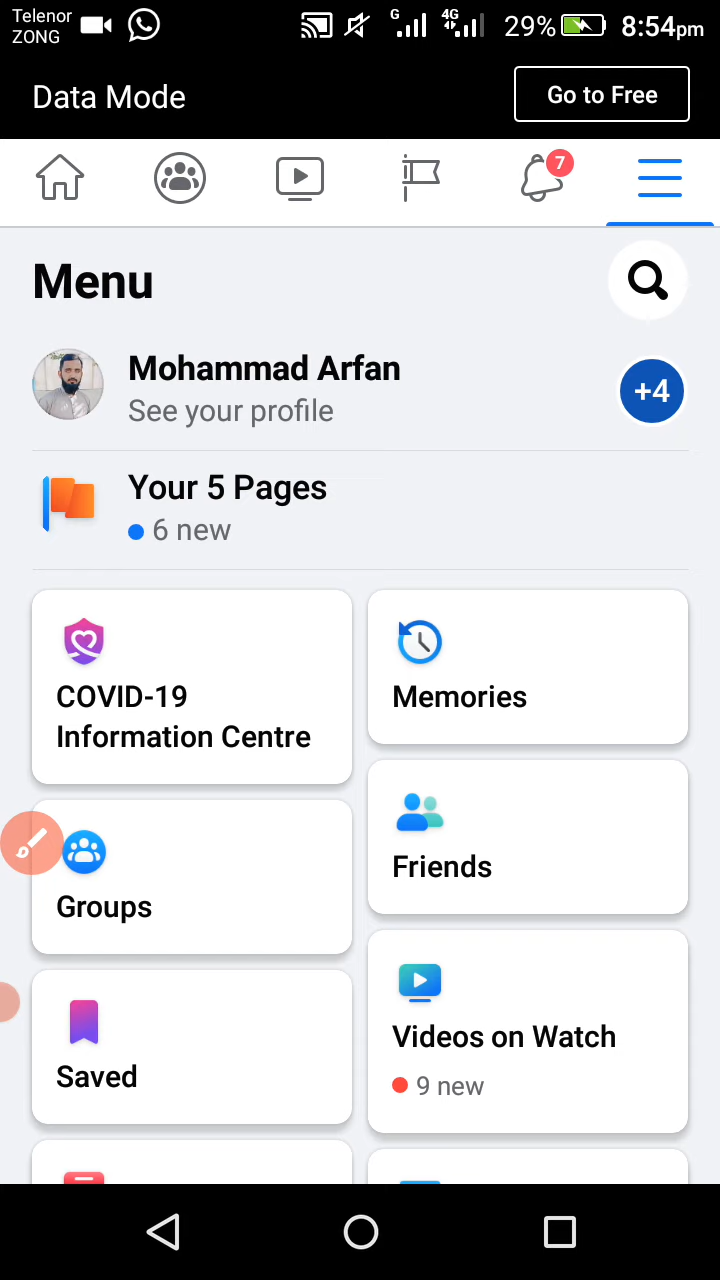 Telenor
ZONG
G
4G
29%
8:54pm
Data Mode
Go to Free
7
Menu
Mohammad Arfan
See your profile
+4
Your 5 Pages
6 new
COVID-19
Information Centre
Memories
Groups
Friends
Saved
Videos on Watch
9 new